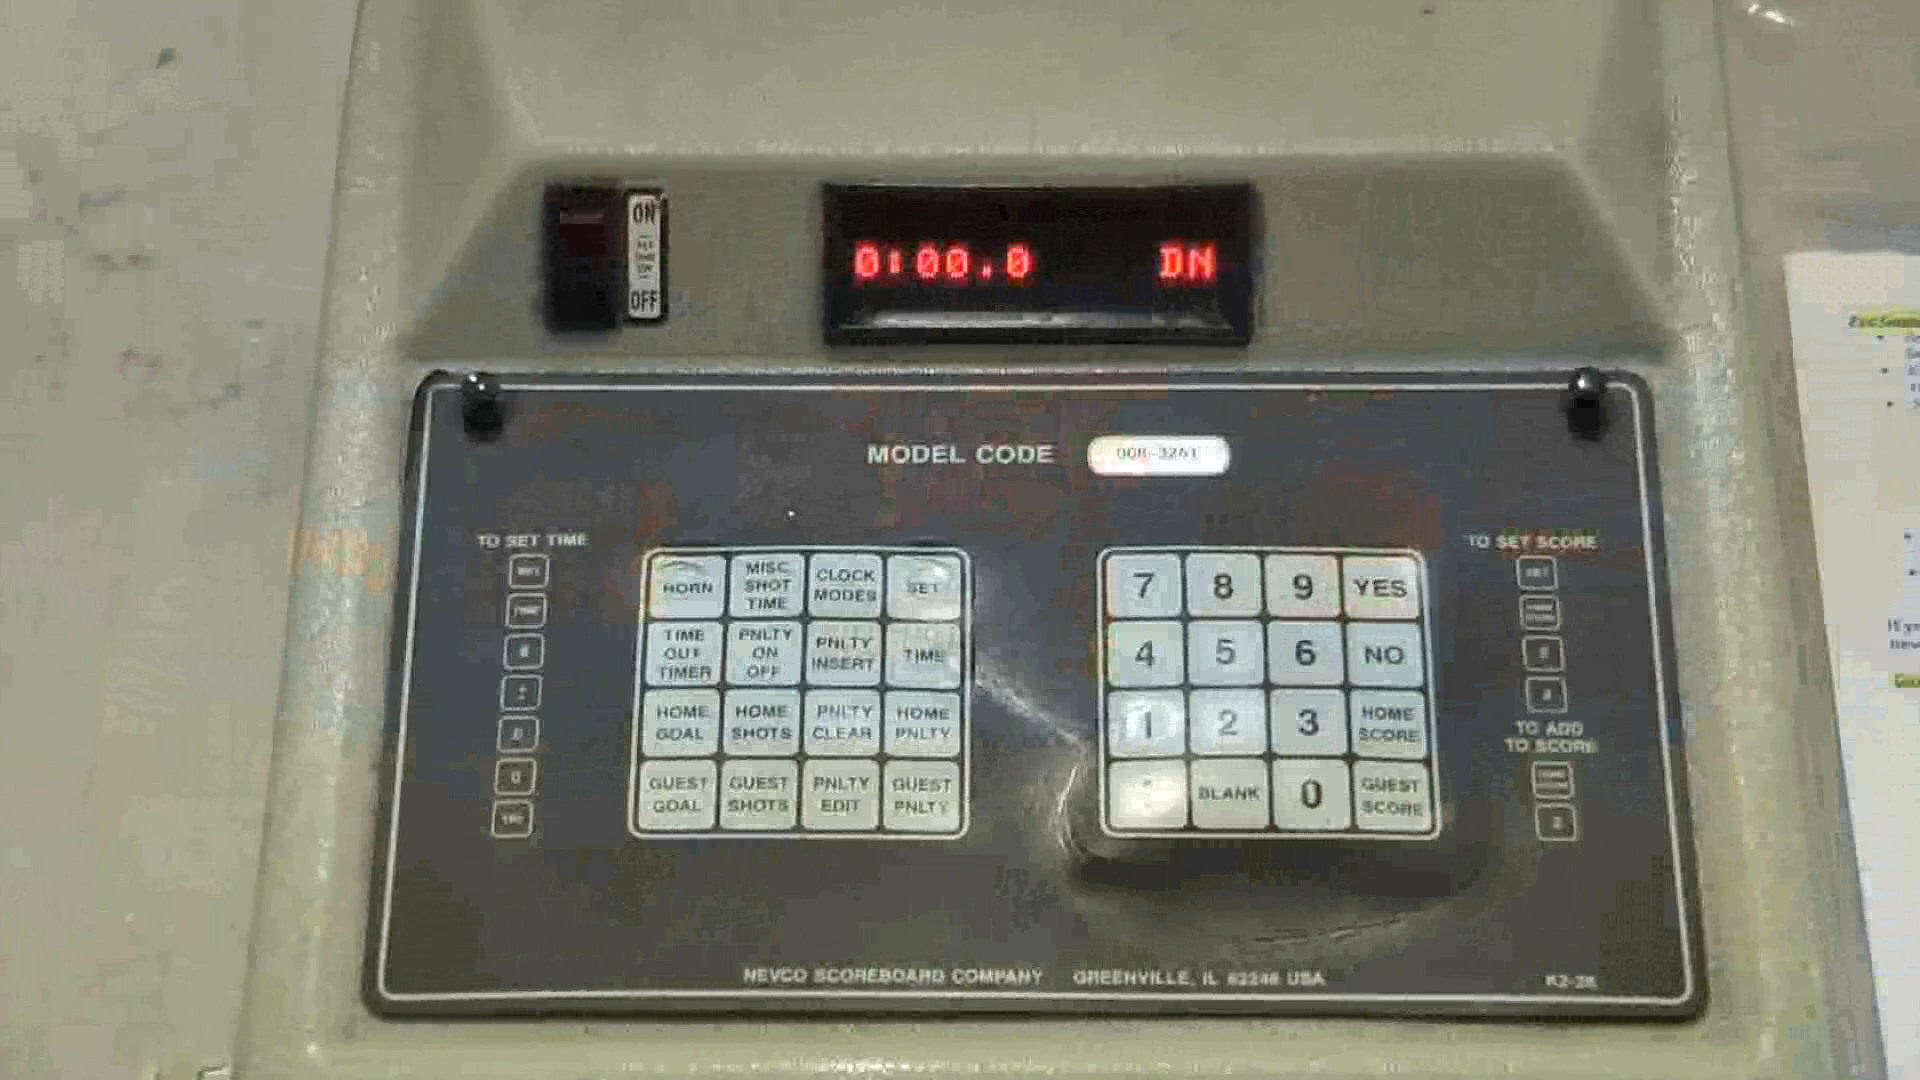 ON
OFF
0:00.0 DN
MODEL CODE
TO SET TIME
TO SET SCORE
HORN
MISC SHOT TIME
CLOCK MODES
SET
7 8 9 YES
TIME OUT TIMER
PNLTY ON OFF
PNLTY INSERT
TIME
4 5 6 NO
HOME GOAL
HOME SHOTS
PNLTY CLEAR
HOME PNLTY
1 2 3 HOME SCORE
TO ADD TO SCORE
GUEST GOAL
GUEST SHOTS
PNLTY EDIT
GUEST PNLTY
BLANK 0 GUEST SCORE
NEVCO SCOREBOARD COMPANY GREENVILLE, IL 62246 USA